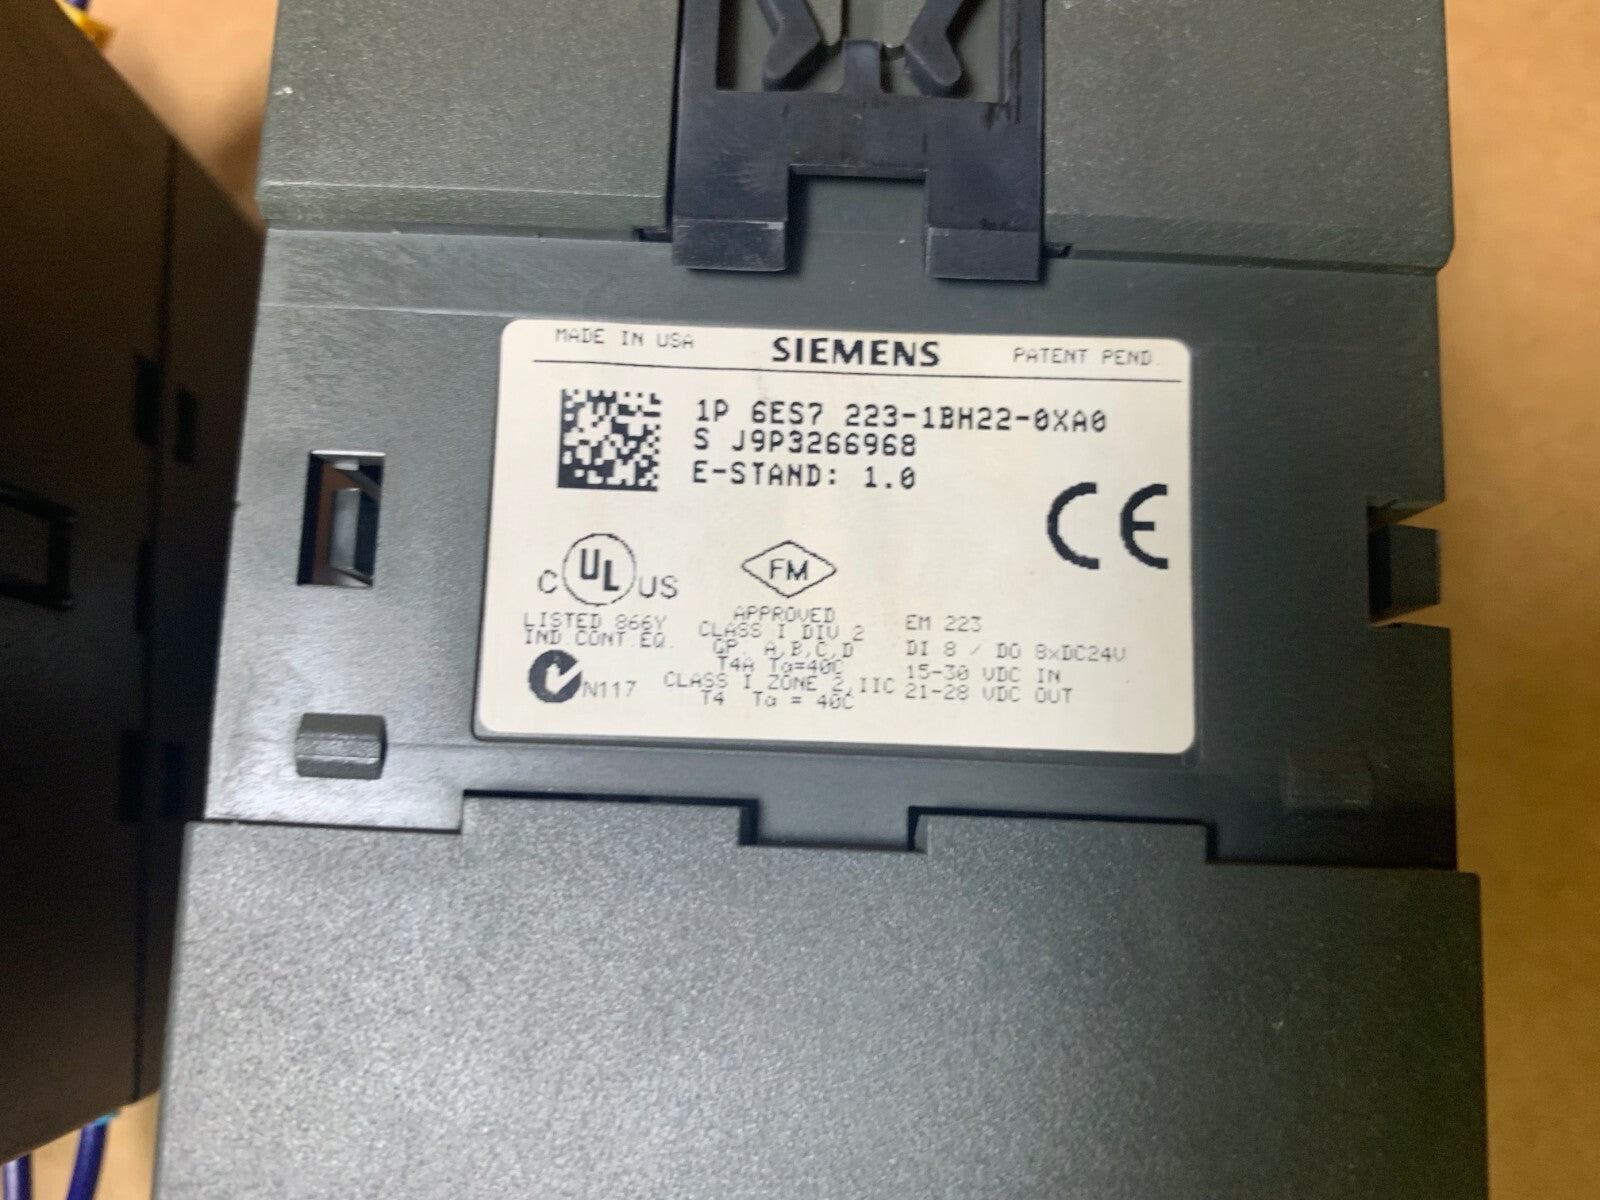 MADE IN USA SIEMENS PATENT PEND.
1P 6ES7 223-1BH22-0XA0
S J9P3266968
E-STAND: 1.0
CE
C UL US
LISTED 866Y
IND.CONT.EQ.
N117
FM
APPROVED
CLASS I DIV 2
GP. A,B,C,D
T4A Ta=40C
CLASS I ZONE 2,IIC
T4 Ta = 40C
EM 223
DI 8 / DO 8xDC24V
15-30 VDC IN
21-28 VDC OUT